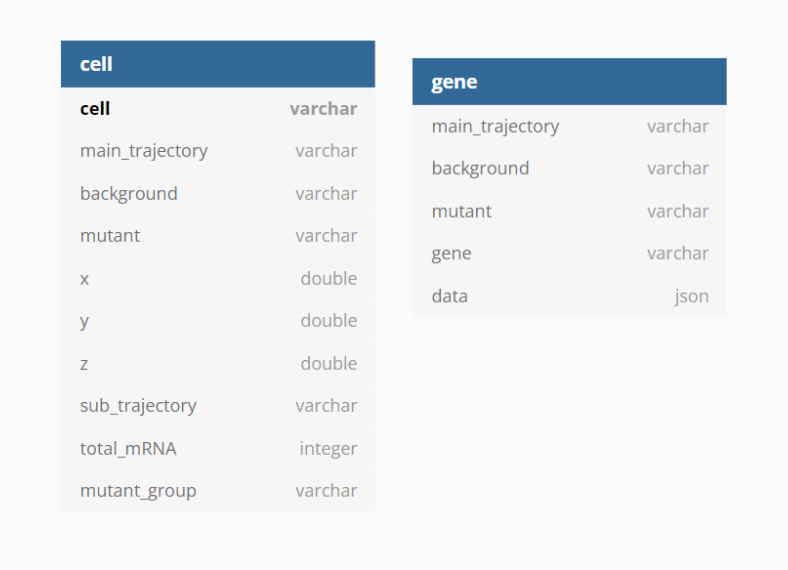 cell
cell varchar
main_trajectory varchar
background varchar
mutant varchar
x double
y double
z double
sub_trajectory varchar
total_mRNA integer
mutant_group varchar
gene
main_trajectory varchar
background varchar
mutant varchar
gene varchar
data json